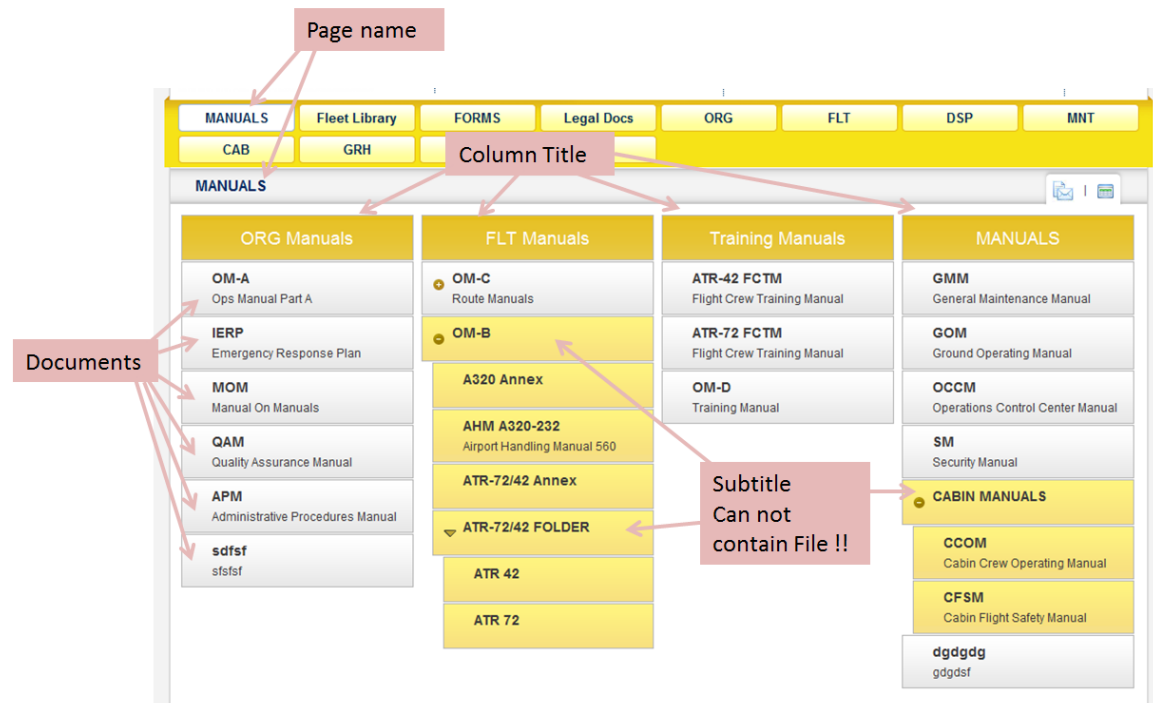 Page name
MANUALS
Fleet Library
FORMS
Legal Docs
ORG
FLT
DSP
MNT
CAB
GRH
Column Title
MANUALS
ORG Manuals
OM-A
Ops Manual Part A
IERP
Emergency Response Plan
MOM
Manual On Manuals
QAM
Quality Assurance Manual
APM
Administrative Procedures Manual
sdfsf
sfsfsf
Documents
FLT Manuals
OM-C
Route Manuals
OM-B
A320 Annex
AHM A320-232
Airport Handling Manual 560
ATR-72/42 Annex
ATR-72/42 FOLDER
ATR 42
ATR 72
Training Manuals
ATR-42 FCTM
Flight Crew Training Manual
ATR-72 FCTM
Flight Crew Training Manual
OM-D
Training Manual
Subtitle
Can not
contain File !!
MANUALS
GMM
General Maintenance Manual
GOM
Ground Operating Manual
OCCM
Operations Control Center Manual
SM
Security Manual
CABIN MANUALS
CCOM
Cabin Crew Operating Manual
CFSM
Cabin Flight Safety Manual
dgdgdg
gdgdsf